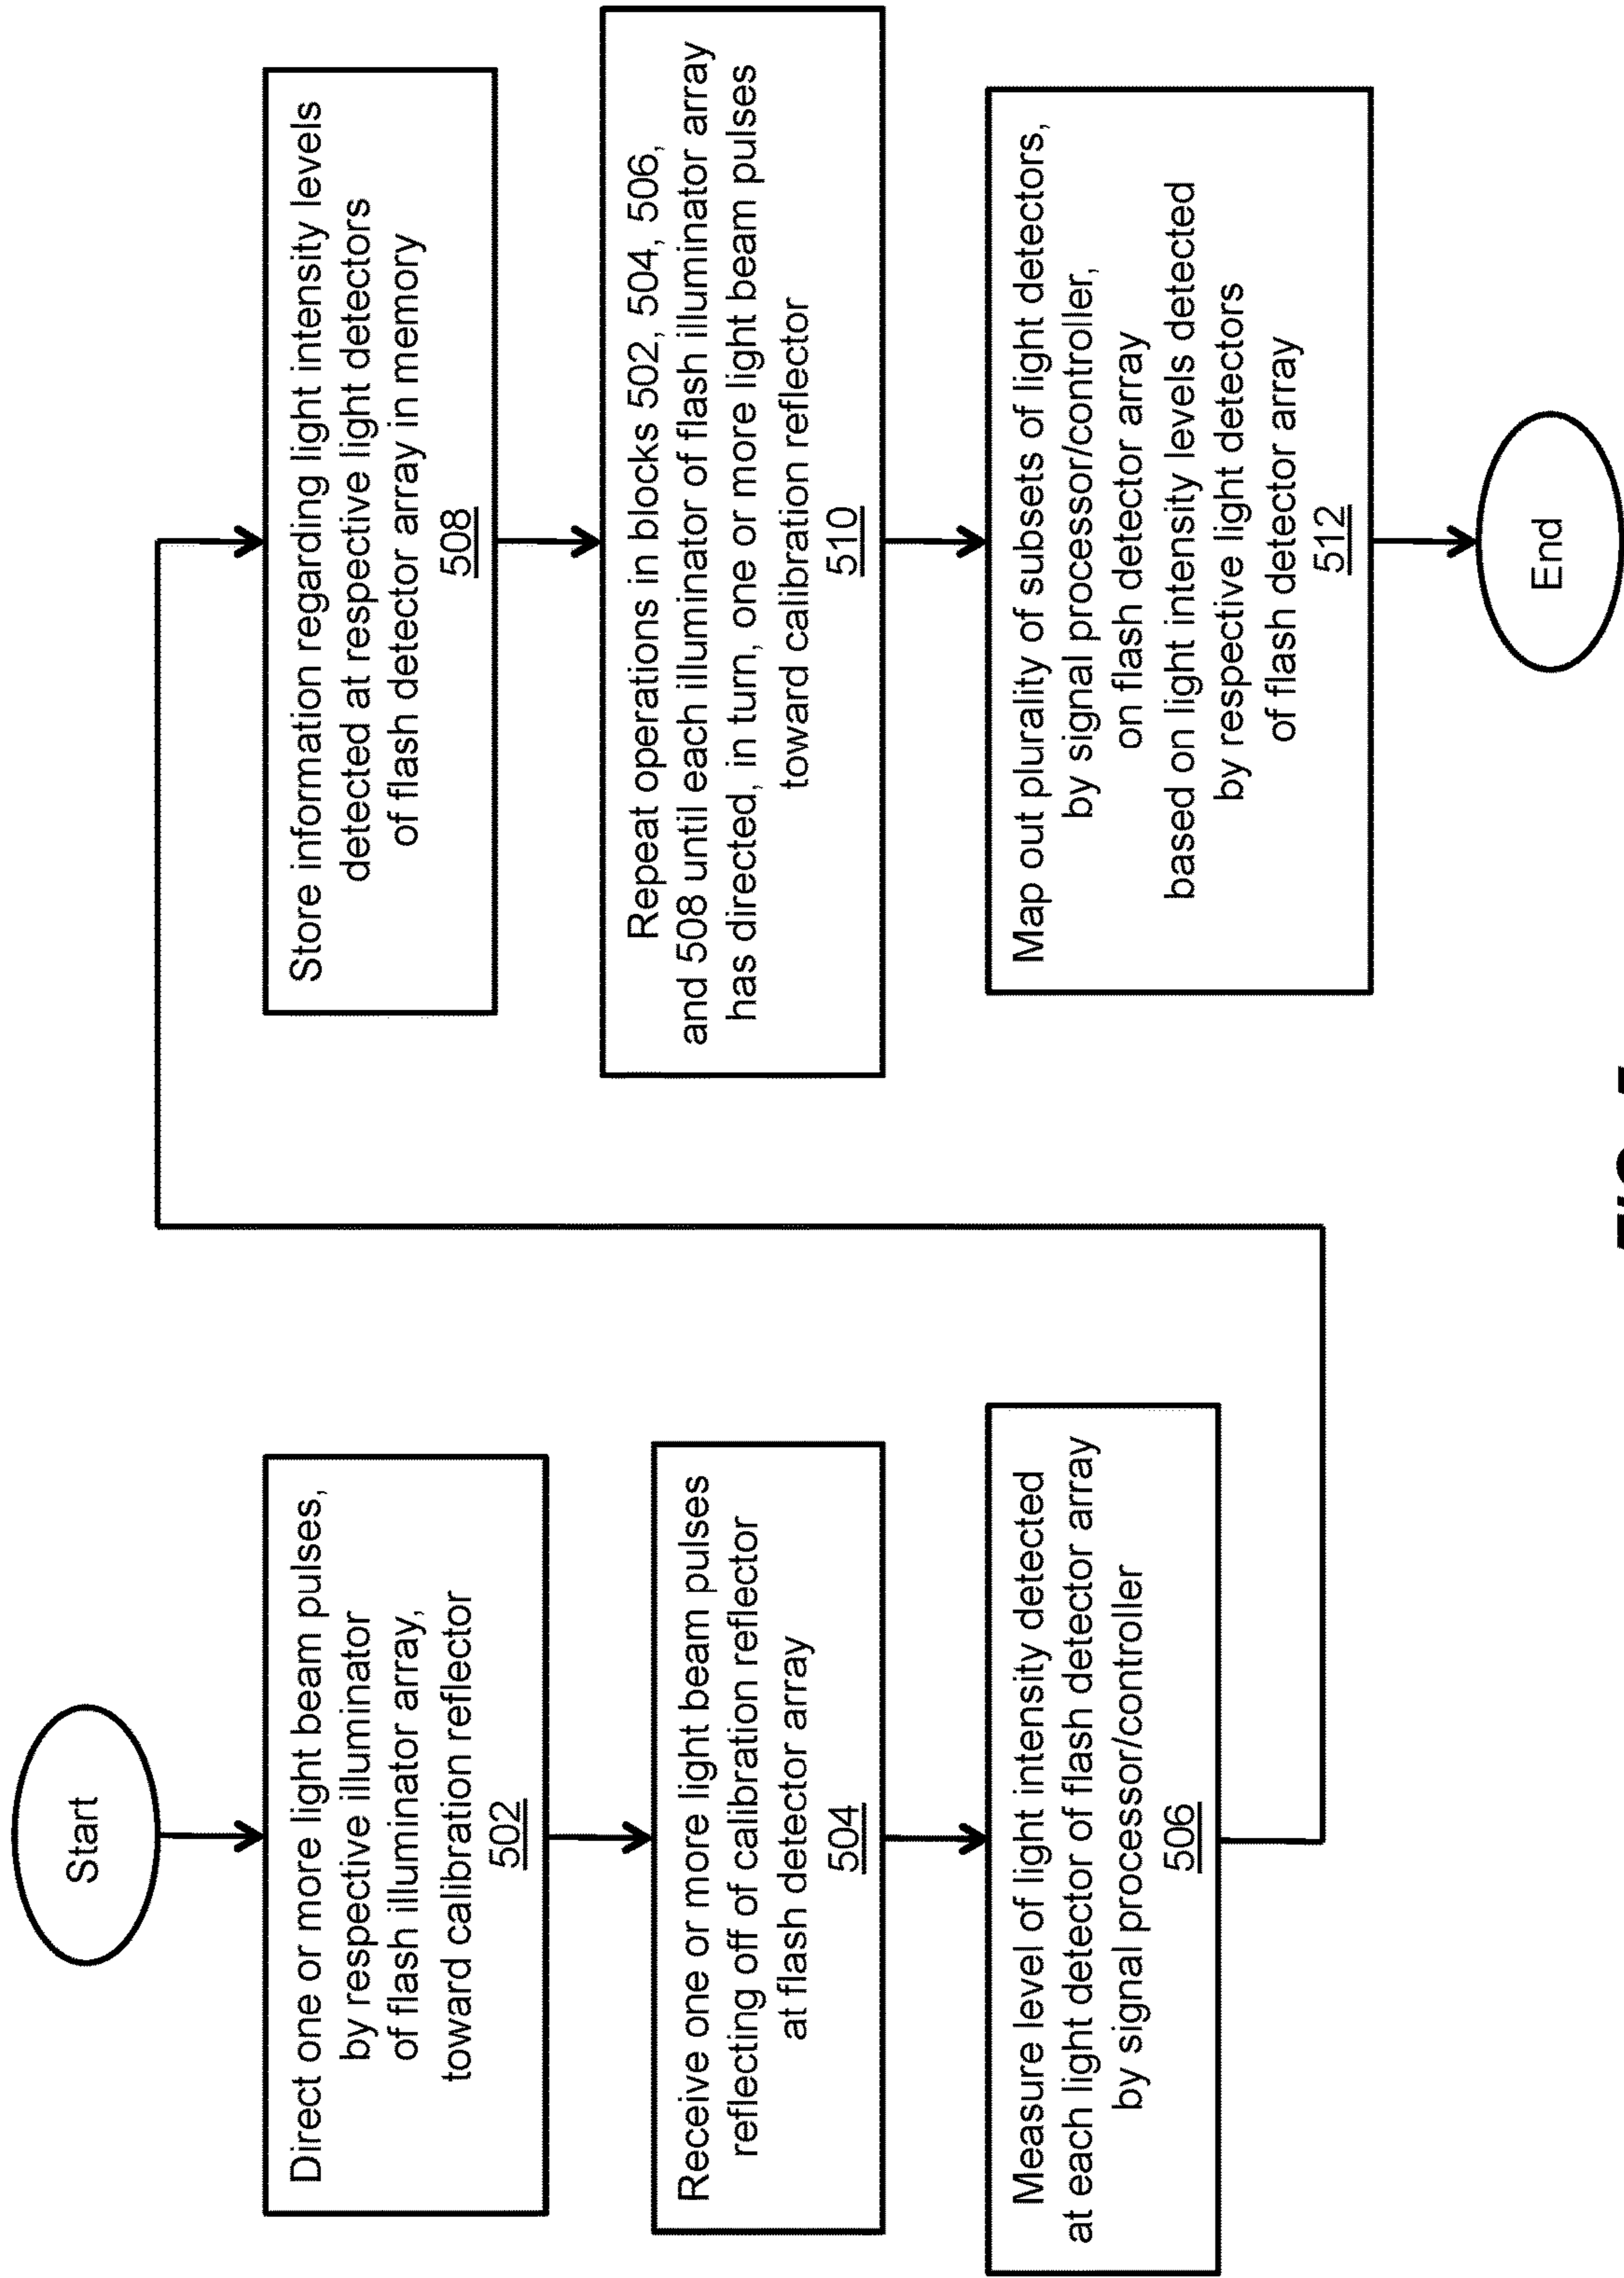 Start
Direct one or more light beam pulses,
by respective illuminator
of flash illuminator array,
toward calibration reflector
502
Receive one or more light beam pulses
reflecting off of calibration reflector
at flash detector array
504
Measure level of light intensity detected
at each light detector of flash detector array
by signal processor/controller
506
Store information regarding light intensity levels
detected at respective light detectors
of flash detector array in memory
508
Repeat operations in blocks 502, 504, 506,
and 508 until each illuminator of flash illuminator array
has directed, in turn, one or more light beam pulses
toward calibration reflector
510
Map out plurality of subsets of light detectors,
by signal processor/controller,
on flash detector array
based on light intensity levels detected
by respective light detectors
of flash detector array
512
End